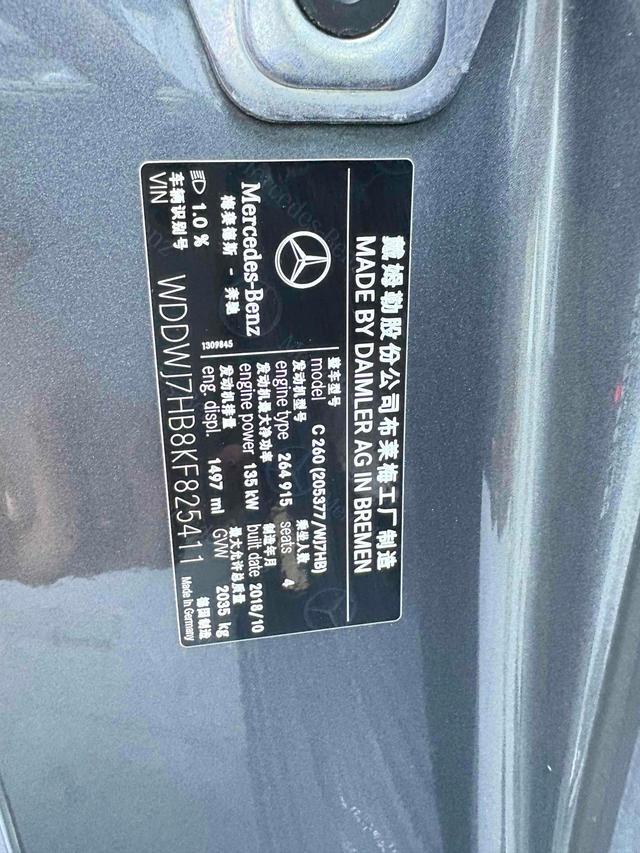 戴姆勒股份公司布莱梅工厂制造
MADE BY DAIMLER AG IN BREMEN
Mercedes-Benz
梅赛德斯 - 奔驰
1309845
整车型号
model C 260 (205377/WJ7HB)
发动机型号 乘坐人数
engine type 264 915 seats 4
发动机最大净功率 制造年月
engine power 135 kW built date 2018/10
发动机排量 最大允许总质量
eng. displ. 1497 ml GVW 2035 kg
1.0 %
车辆识别号 德国制造
VIN WDDWJ7HB8KF825411 Made In Germany